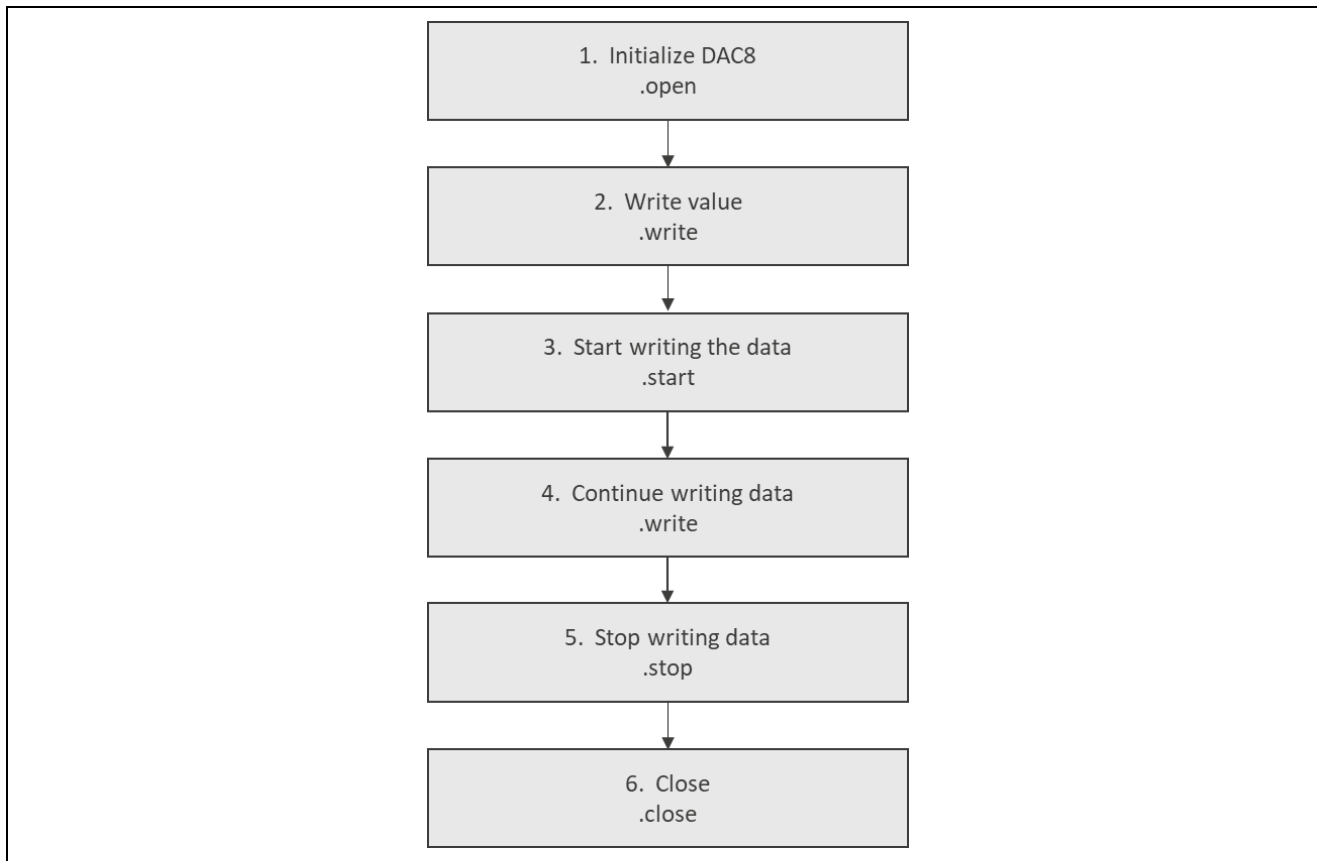 1. Initialize DAC8
.open
2. Write value
.write
3. Start writing the data
.start
4. Continue writing data
.write
5. Stop writing data
.stop
6. Close
.close